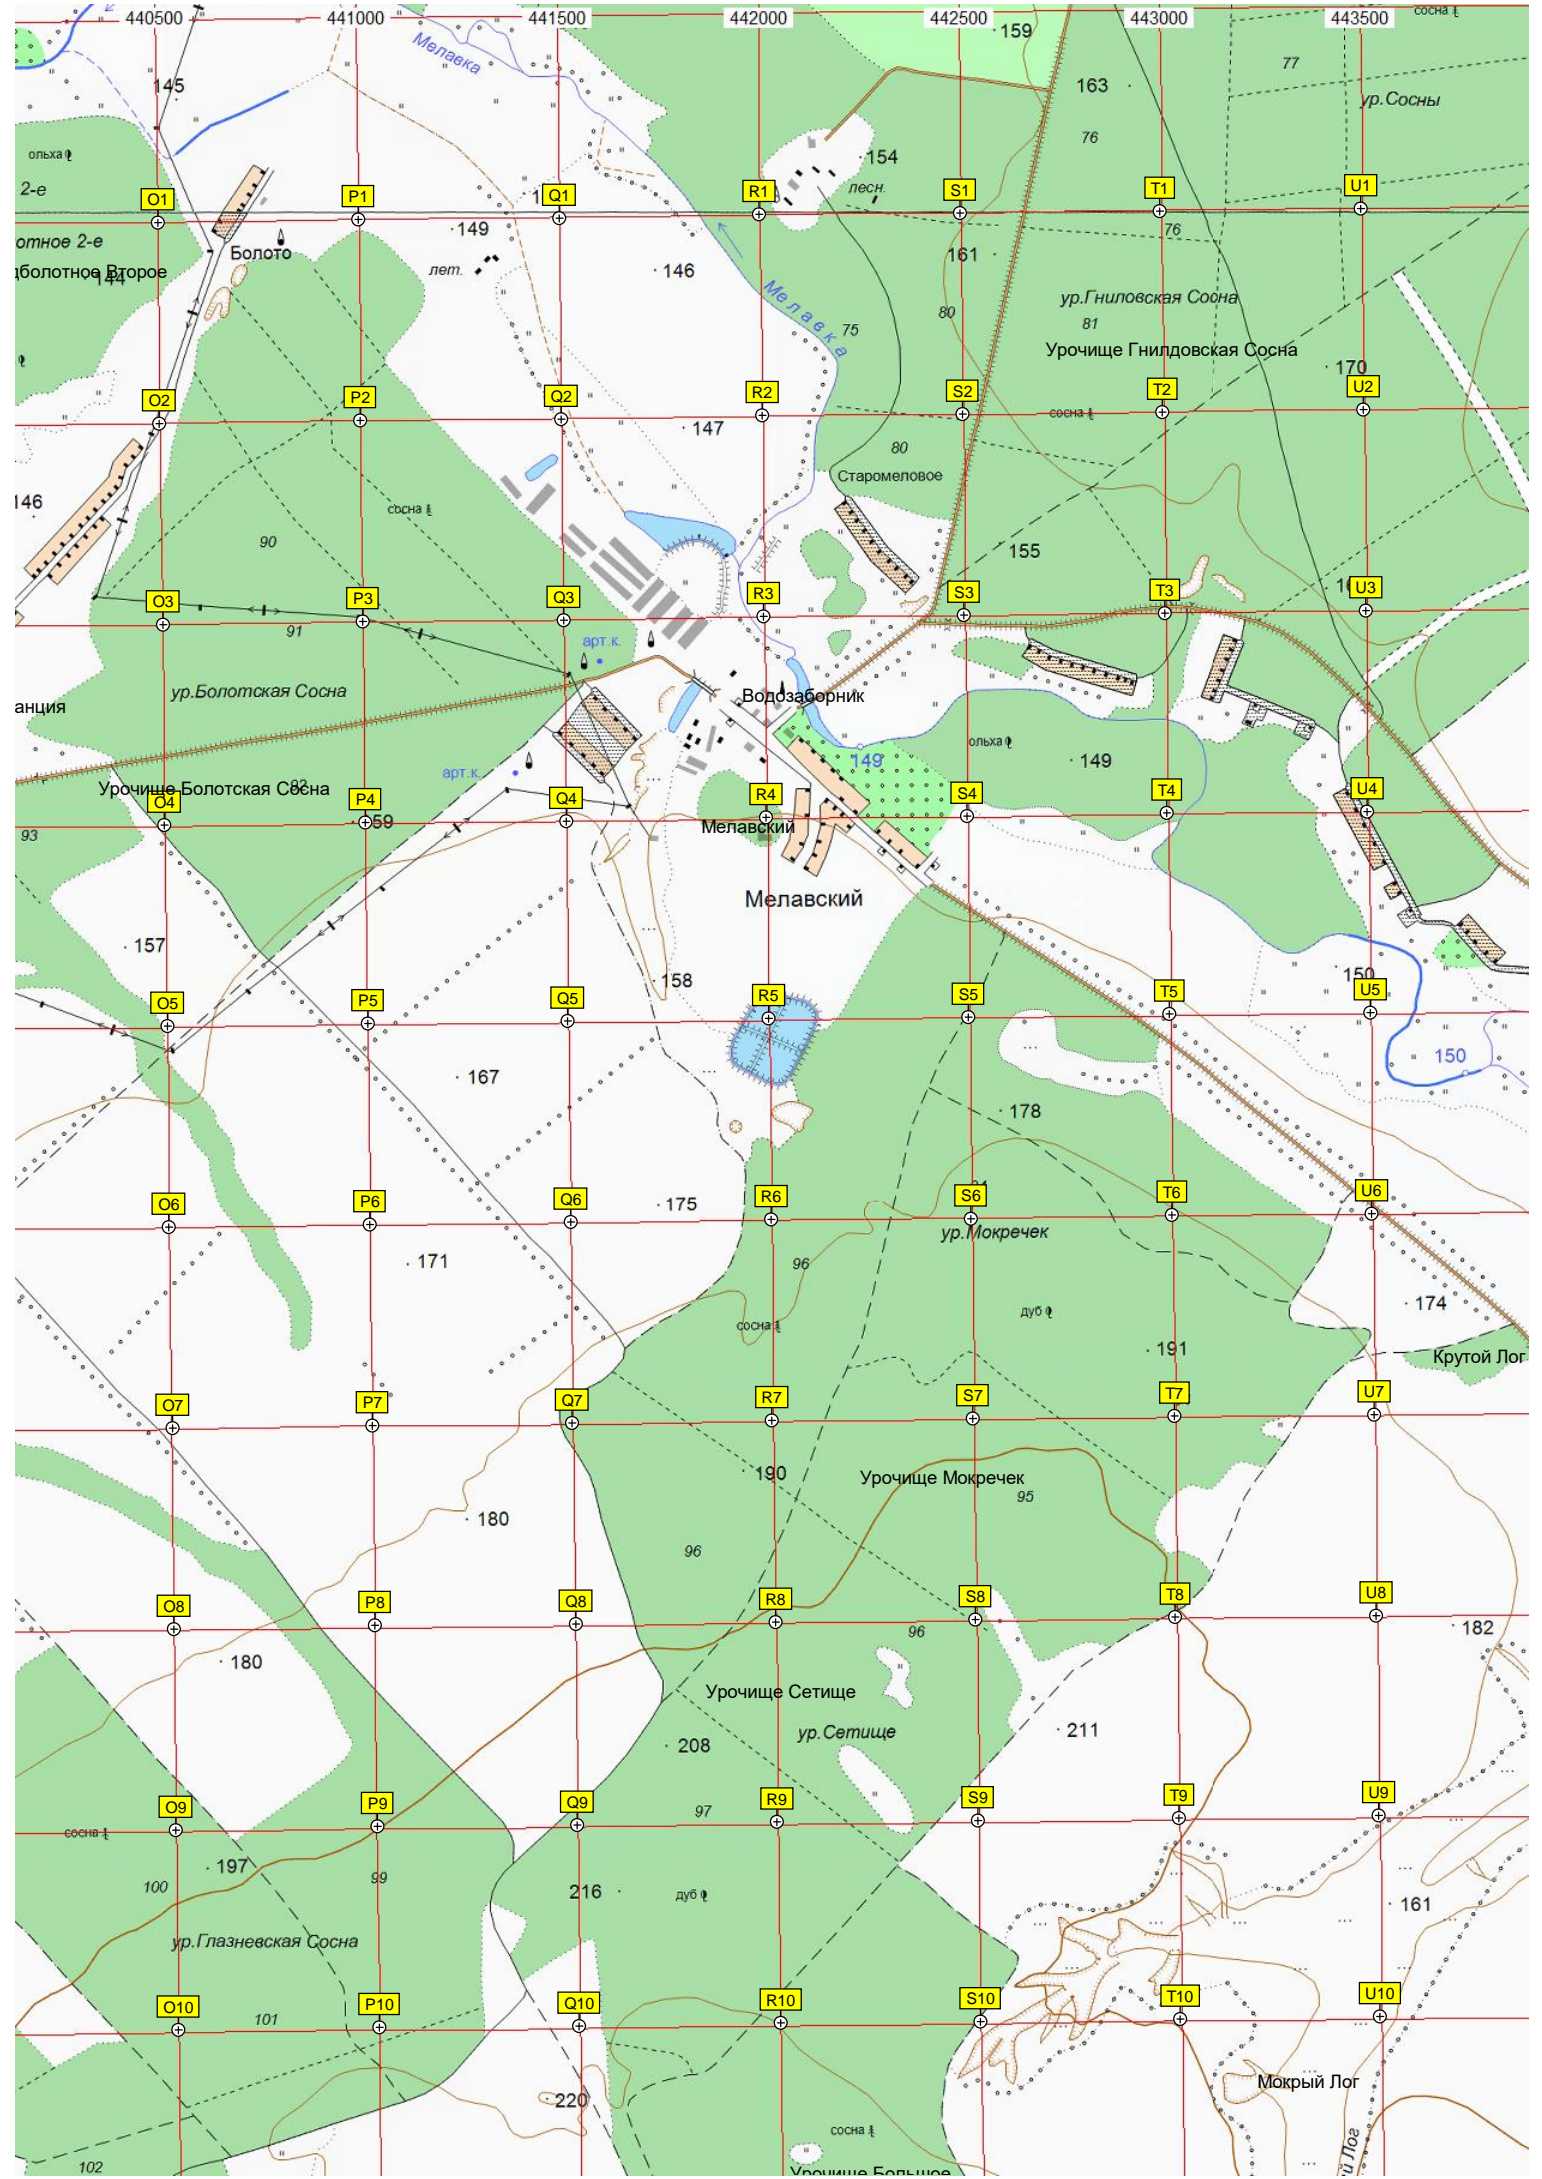 440500 441000 441500 442000 442500 443000 443500
сосна
159
Мелавка
77
145
163
ур.Сосны
76
ольха
154
2-е
лесн.
O1 P1 Q1 R1 S1 T1 U1
149
76
отное 2-е
Болото
161
лет.
146
дболотное Второе
144
Мелавка
ур.Гниловская Сосна
80
81
75
Урочище Гнилдовская Сосна
170
O2 P2 Q2 R2 S2 T2 U2
сосна
147
80
Старомеловое
146
сосна
90
155
O3 P3 Q3 R3 S3 T3 U3
91
арт.к.
ур.Болотская Сосна
Водозаборник
анция
ольха
149
149
арт.к.
Урочище Болотская Сосна
92
O4 P4 Q4 R4 S4 T4 U4
59
Мелавский
93
Мелавский
157
150
158
O5 P5 Q5 R5 S5 T5 U5
150
167
178
O6 P6 Q6 R6 S6 T6 U6
175
ур.Мокречек
171
96
174
дуб
сосна
191
Крутой Лог
O7 P7 Q7 R7 S7 T7 U7
190
Урочище Мокречек
95
180
96
O8 P8 Q8 R8 S8 T8 U8
96
182
180
Урочище Сетище
211
ур.Сетище
208
O9 P9 Q9 R9 S9 T9 U9
97
сосна
197
99
100
216
дуб
161
ур.Глазневская Сосна
O10 P10 Q10 R10 S10 T10 U10
101
Мокрый Лог
220
сосна
й Лог
102
Урочище Большое